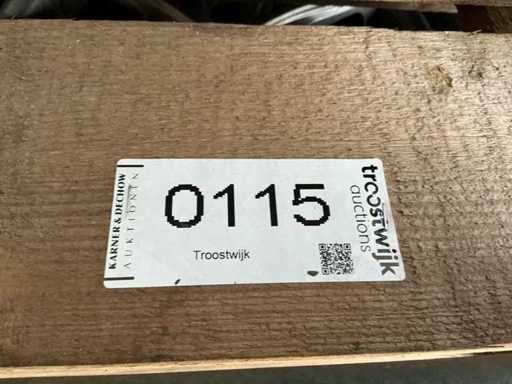 KARNER & DECHOW
AUKTIONEN
0115
Troostwijk
troostwijk
auctions